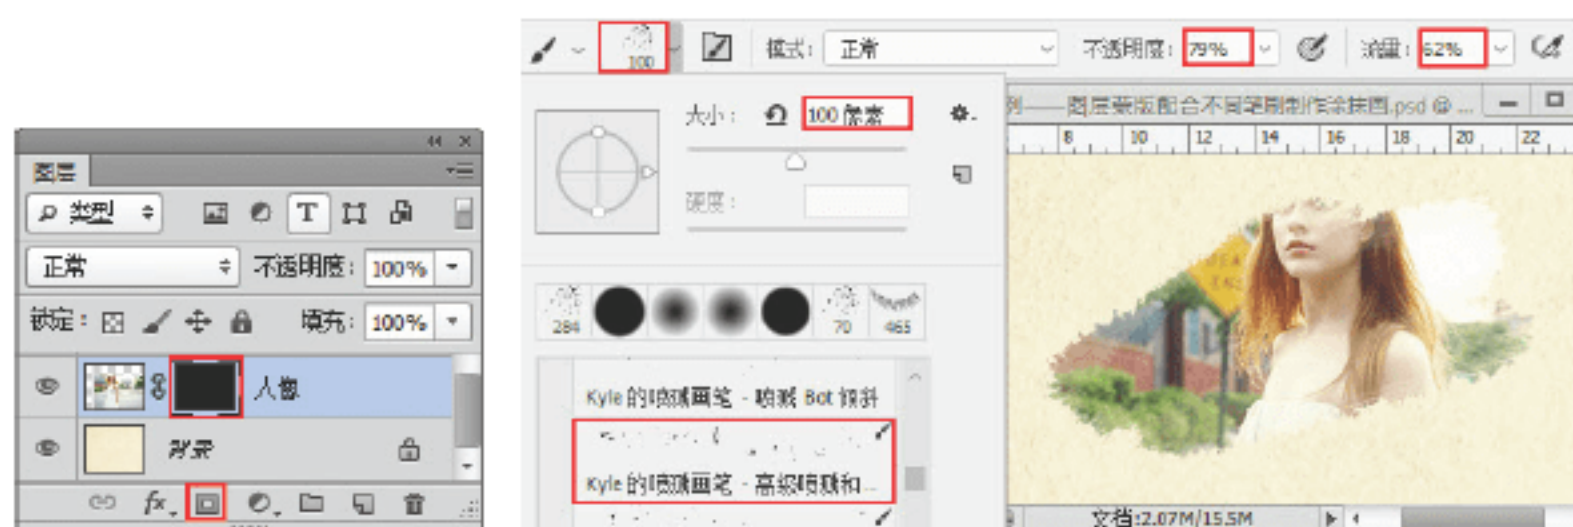 图层
类型
正常 不透明度: 100%
锁定: 填充: 100%
人像
背景
fx
100 模式: 正常 不透明度: 79% 流量: 62%
大小: 100 像素
硬度:
284 70 465
Kyle 的喷溅画笔 - 喷溅 Bot 倾斜
Kyle 的喷溅画笔 - 高级喷溅和 ...
例——图层蒙版配合不同笔刷制作涂抹图.psd @ ...
8 10 12 14 16 18 20 22
文档:2.07M/15.5M